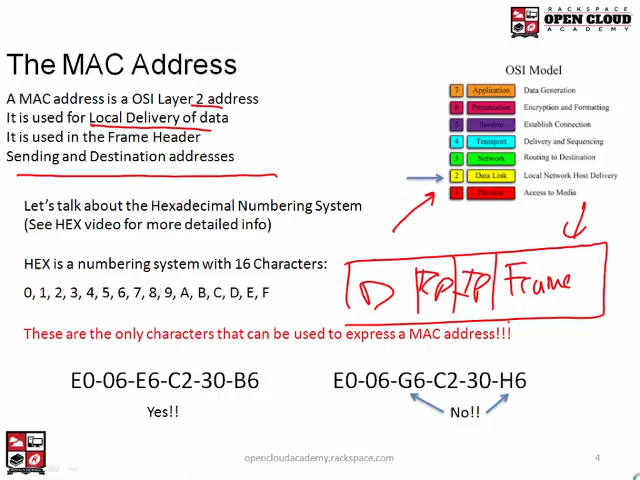 RACKSPACE
OPEN CLOUD
ACADEMY
The MAC Address
A MAC address is a OSI Layer 2 address
It is used for Local Delivery of data
It is used in the Frame Header
Sending and Destination addresses
OSI Model
7 Application Data Generation
6 Presentation Encryption and Formatting
5 Session Establish Connection
4 Transport Delivery and Sequencing
3 Network Routing to Destination
2 Data Link Local Network Host Delivery
1 Physical Access to Media
Let's talk about the Hexadecimal Numbering System
(See HEX video for more detailed info)
HEX is a numbering system with 16 Characters:
0, 1, 2, 3, 4, 5, 6, 7, 8, 9, A, B, C, D, E, F
D IP Frame
These are the only characters that can be used to express a MAC address!!!
E0-06-E6-C2-30-B6
Yes!!
E0-06-G6-C2-30-H6
No!!
opencloudacademy.rackspace.com
4